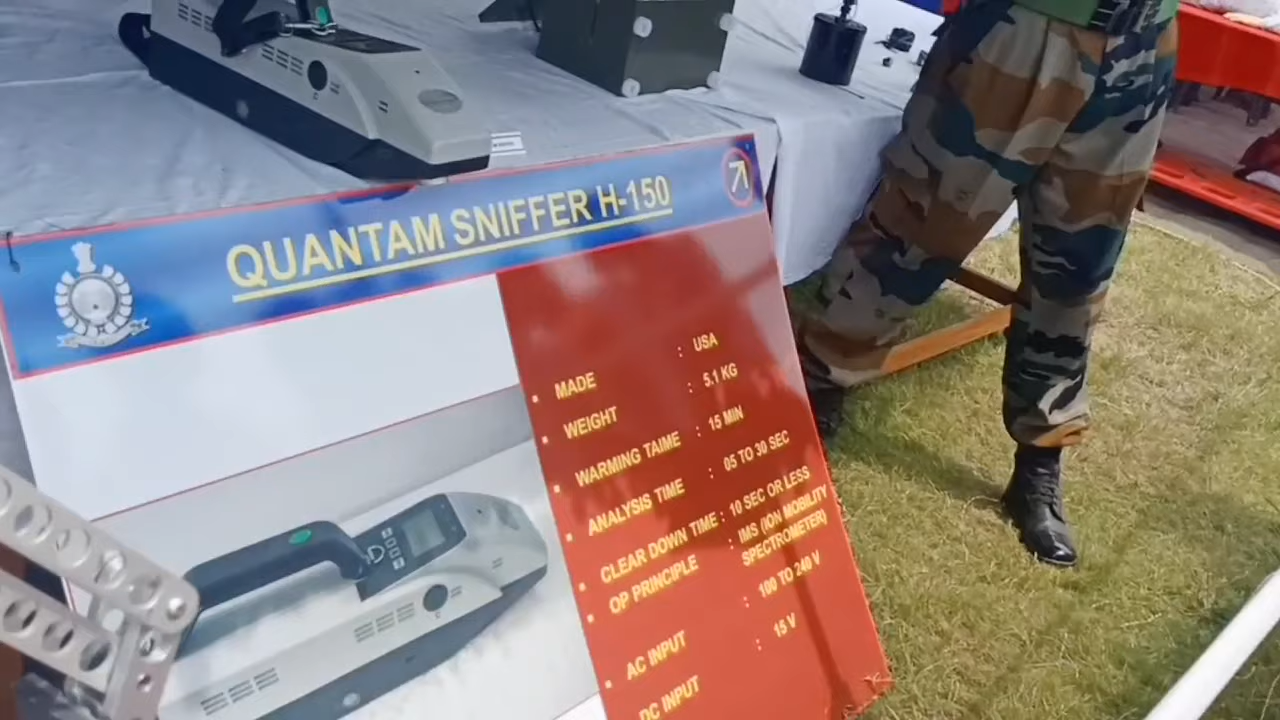 QUANTAM SNIFFER H-150
MADE : USA
WEIGHT : 5.1 KG
WARMING TAIME : 15 MIN
ANALYSIS TIME : 05 TO 30 SEC
CLEAR DOWN TIME : 10 SEC OR LESS
OP PRINCIPLE : IMS (ION MOBILITY
SPECTROMETER)
AC INPUT : 100 TO 240 V
DC INPUT : 15 V